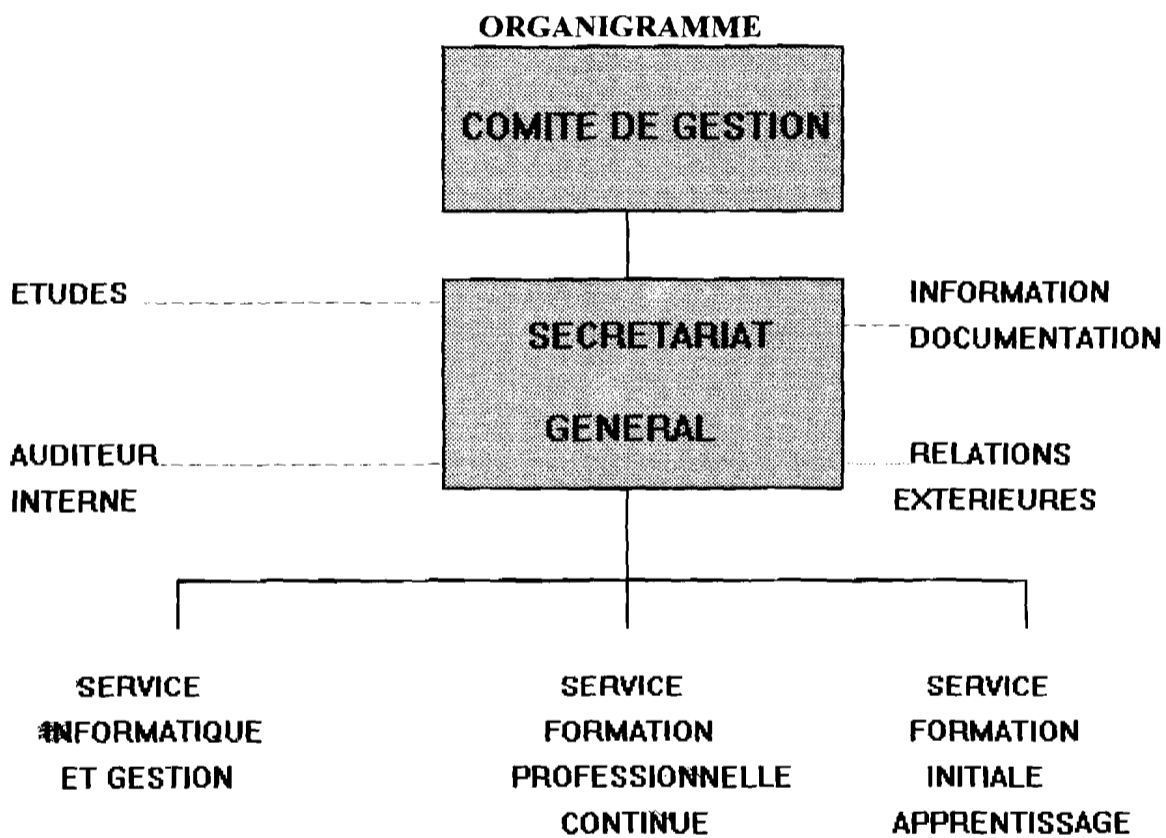 ORGANIGRAMME
COMITE DE GESTION
ETUDES
SECRETARIAT
GENERAL
INFORMATION
DOCUMENTATION
AUDITEUR
INTERNE
RELATIONS
EXTERIEURES
SERVICE
INFORMATIQUE
ET GESTION
SERVICE
FORMATION
PROFESSIONNELLE
CONTINUE
SERVICE
FORMATION
INITIALE
APPRENTISSAGE